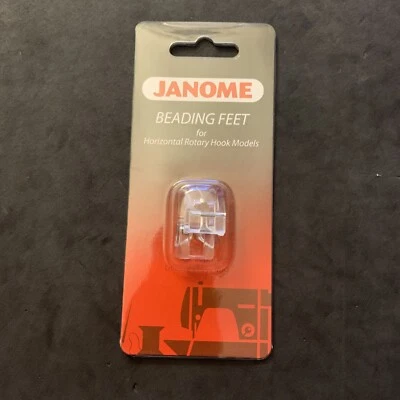 JANOME
BEADING FEET
for
Horizontal Rotary Hook Models